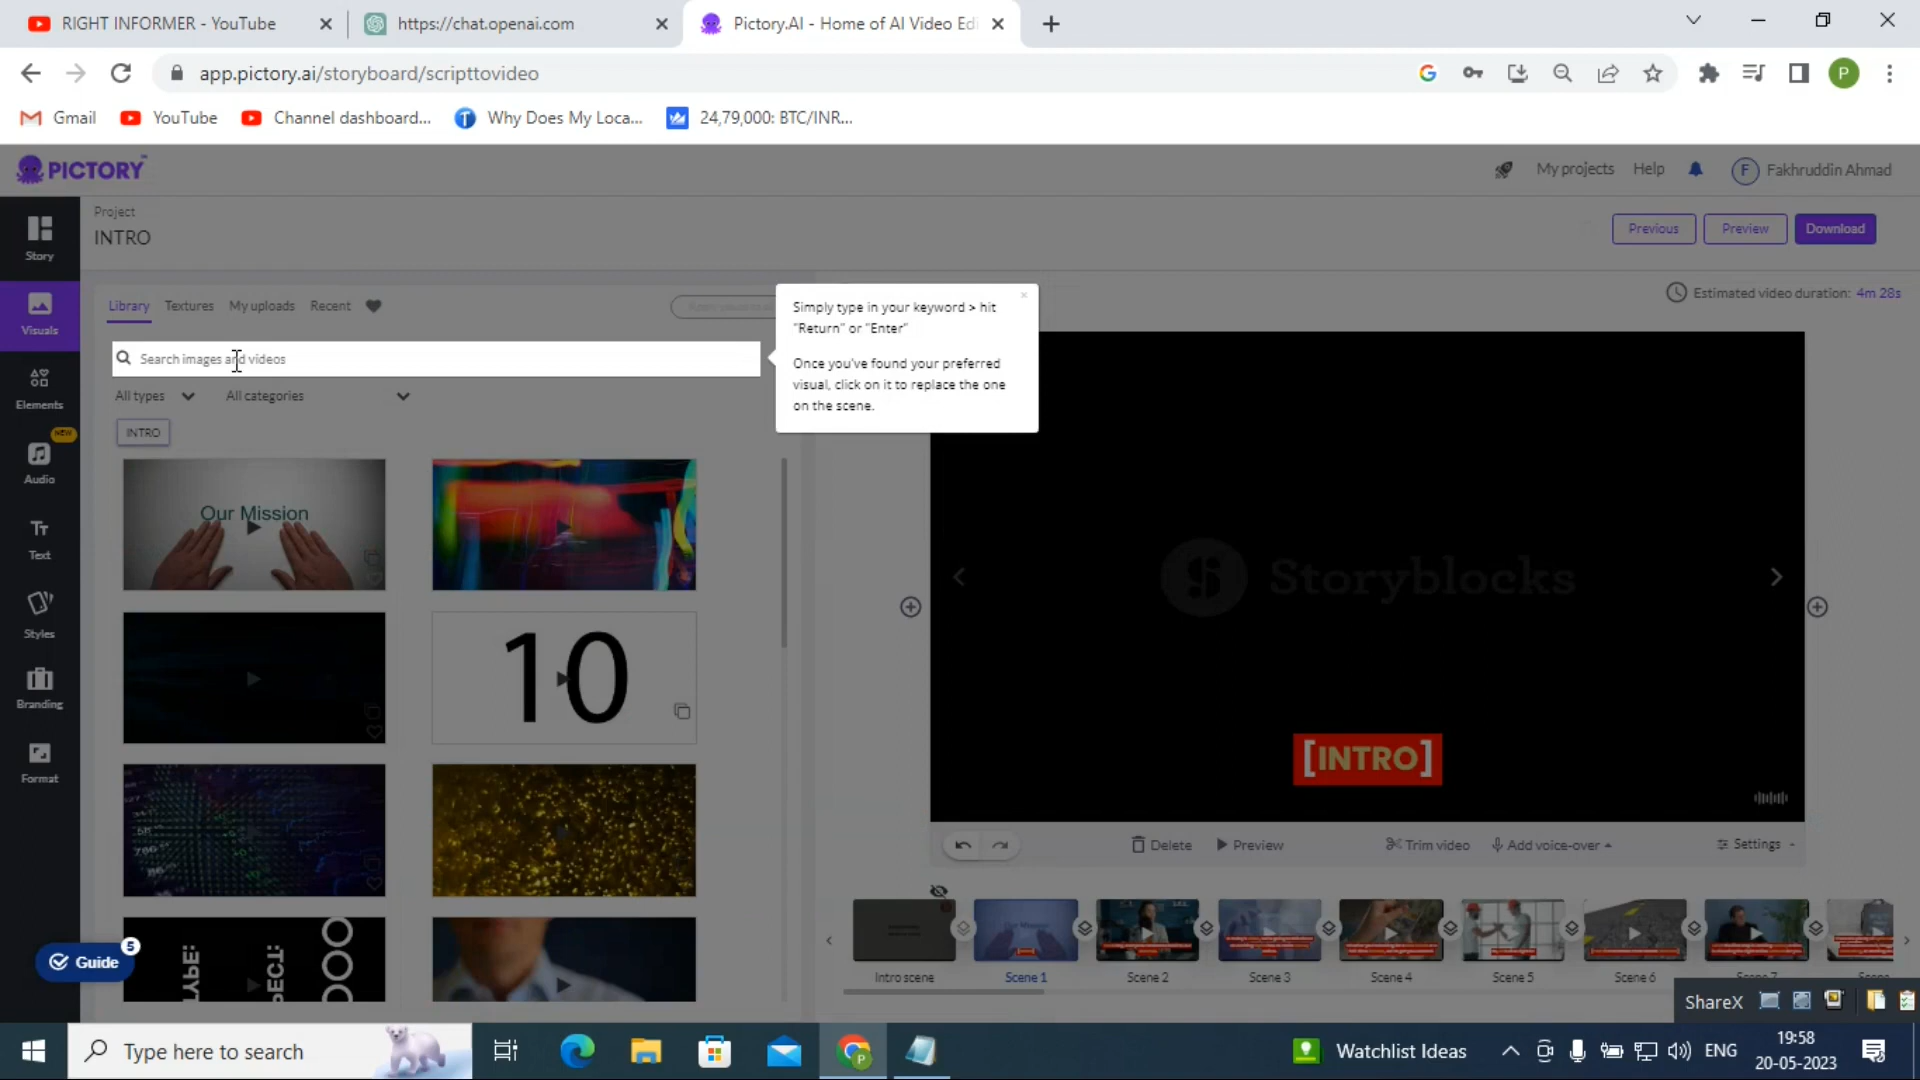 RIGHT INFORMER - YouTube
https://chat.openai.com
Pictory.AI - Home of AI Video Edi
app.pictory.ai/storyboard/scripttovideo
P
Gmail
YouTube
Channel dashboard...
Why Does My Loca...
24,79,000: BTC/INR...
PICTORY
My projects
Help
F
Fakhruddin Ahmad
Story
Project
INTRO
Previous
Preview
Download
Visuals
Library
Textures
My uploads
Recent
Simply type in your keyword > hit
"Return" or "Enter"
Once you've found your preferred
visual, click on it to replace the one
on the scene.
Estimated video duration: 4m 28s
Search images and videos
All types
All categories
INTRO
Elements
NEW
Audio
Text
Styles
Branding
Format
Our Mission
10
Storyblocks
[INTRO]
Delete
Preview
Trim video
Add voice-over
Settings
TYPE:
Guide
5
Intro scene
Scene 1
Scene 2
Scene 3
Scene 4
Scene 5
Scene 6
Scene 7
ShareX
Type here to search
Watchlist Ideas
ENG
19:58
20-05-2023